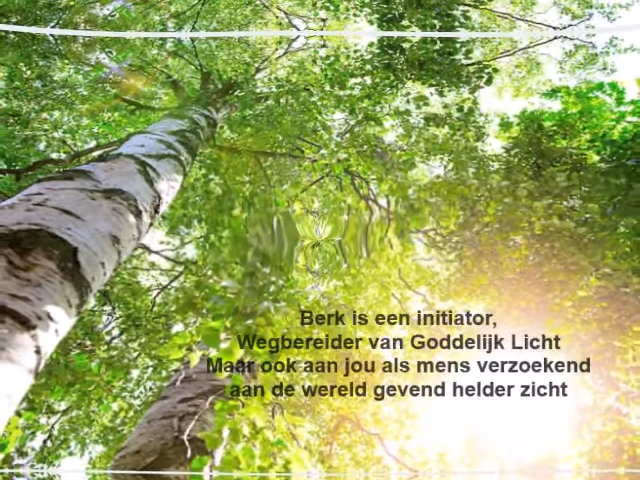 Berk is een initiator,
Wegbereider van Goddelijk Licht
Maar ook aan jou als mens verzoekend
aan de wereld gevend helder zicht